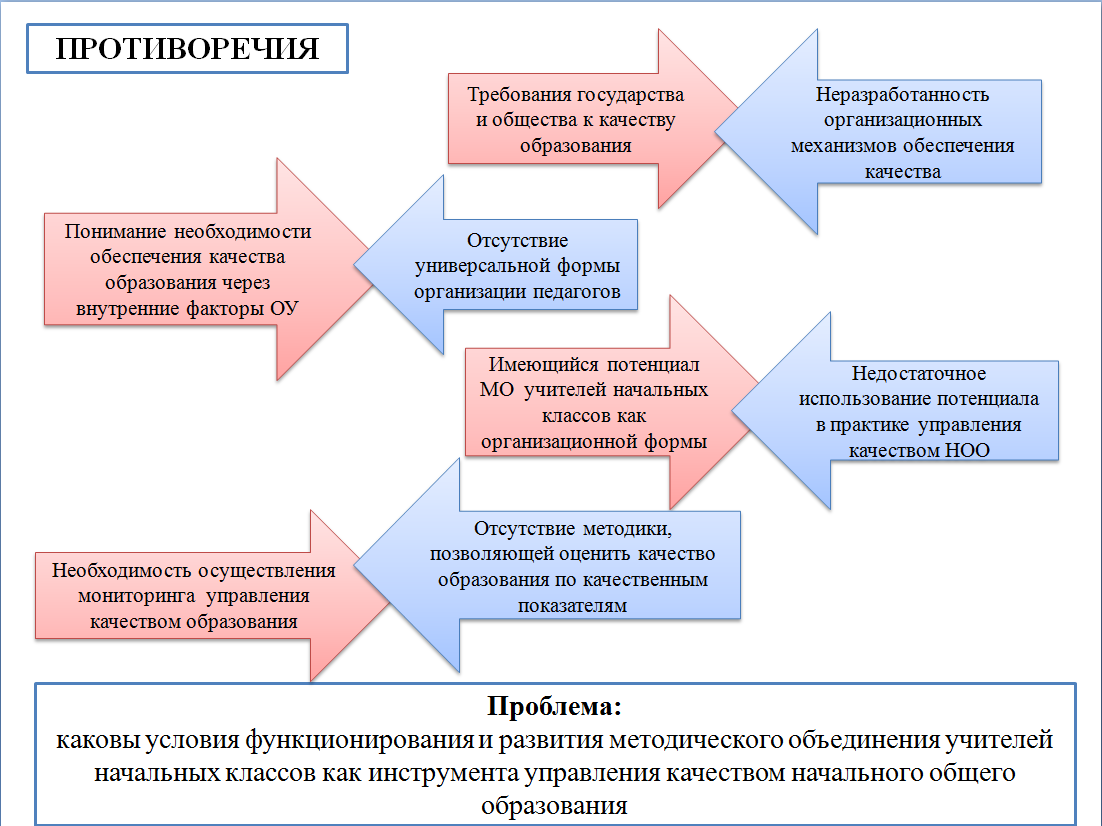 ПРОТИВОРЕЧИЯ
Требования государства
и общества к качеству
образования
Неразработанность
организационных
механизмов обеспечения
качества
Понимание необходимости
обеспечения качества
образования через
внутренние факторы ОУ
Отсутствие
универсальной формы
организации педагогов
Имеющийся потенциал
МО учителей начальных
классов как
организационной формы
Недостаточное
использование потенциала
в практике управления
качеством НОО
Необходимость осуществления
мониторинга управления
качеством образования
Отсутствие методики,
позволяющей оценить качество
образования по качественным
показателям
Проблема:
каковы условия функционирования и развития методического объединения учителей
начальных классов как инструмента управления качеством начального общего
образования